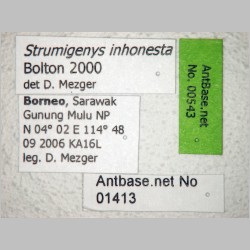 Strumigenys inhonesta
Bolton 2000
det D. Mezger
Borneo, Sarawak
Gunung Mulu NP
N 04° 02 E 114° 48
09 2006 KA16L
leg. D. Mezger
AntBase.net
No. 00543
Antbase.net No
01413